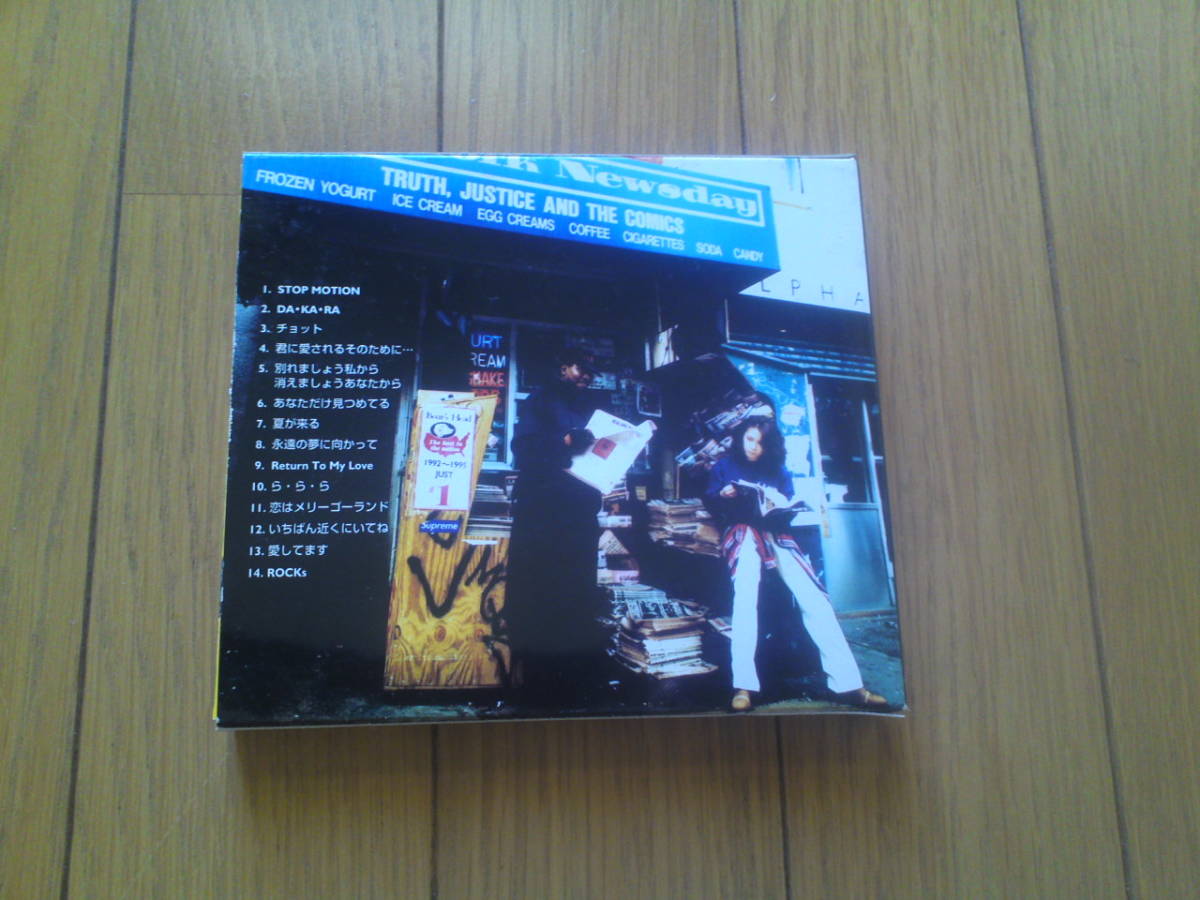 ork Newsday
TRUTH, JUSTICE AND THE COMICS
FROZEN YOGURT ICE CREAM EGG CREAMS COFFEE CIGARETTES SODA CANDY
LPHA
1. STOP MOTION
2. DA・KA・RA
3. チョット
4. 君に愛されるそのために…
5. 別れましょう私から
消えましょうあなたから
6. あなただけ見つめてる
7. 夏が来る
8. 永遠の夢に向かって
9. Return To My Love
10. ら・ら・ら
11. 恋はメリーゴーランド
12. いちばん近くにいてね
13. 愛してます
14. ROCKs
URT
REAM
SHAKE
Boar's Head
The best in
the nation
1992〜1995
JUST
$1
Supreme